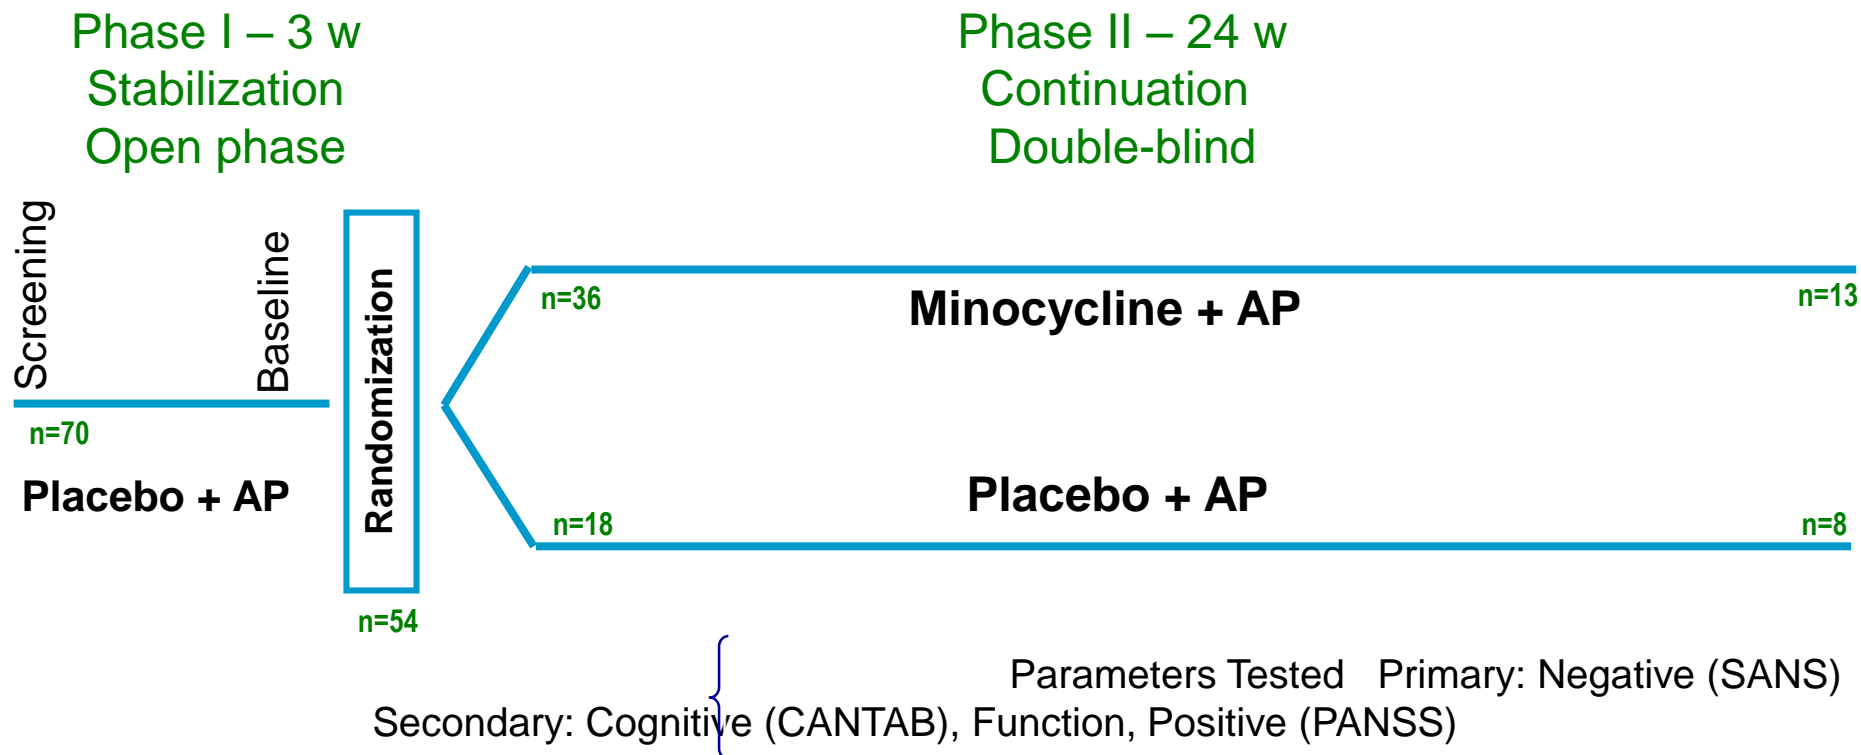 Phase I – 3 w
Stabilization
Open phase
Phase II – 24 w
Continuation
Double-blind
Screening
Baseline
Randomization
n=70
Placebo + AP
n=54
n=36
Minocycline + AP
n=13
n=18
Placebo + AP
n=8
Parameters Tested Primary: Negative (SANS)
Secondary: Cognitive (CANTAB), Function, Positive (PANSS)